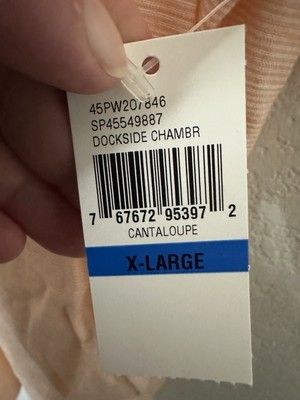 45PW207846
SP45549887
DOCKSIDE CHAMBR
7 67672 95397 2
CANTALOUPE
X-LARGE